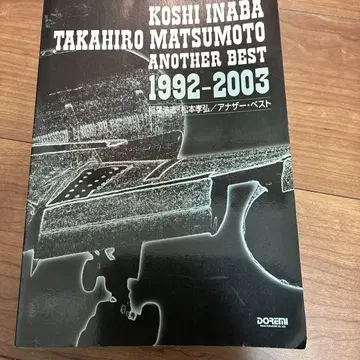 KOSHI INABA
TAKAHIRO MATSUMOTO
ANOTHER BEST
1992-2003
稲葉浩志・松本孝弘/アナザー・ベスト
DOREMI